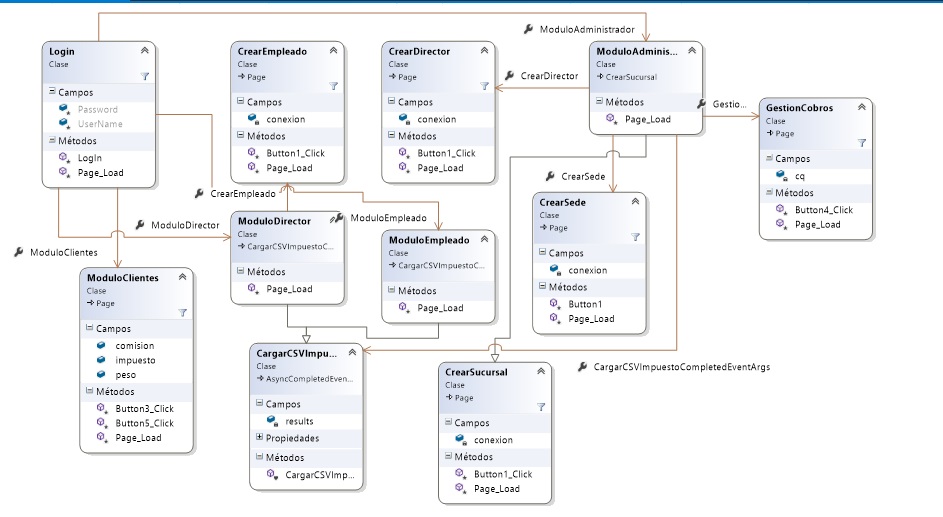 ModuloAdministrador
Login
Clase
Campos
Password
UserName
Métodos
LogIn
Page_Load
CrearEmpleado
Clase
Page
Campos
conexion
Métodos
Button1_Click
Page_Load
CrearDirector
Clase
Page
Campos
conexion
Métodos
Button1_Click
Page_Load
CrearDirector
ModuloAdminis...
Clase
CrearSucursal
Métodos
Page_Load
Gestio...
GestionCobros
Clase
Page
Campos
cq
Métodos
Button4_Click
Page_Load
CrearSede
CrearSede
Clase
Page
Campos
conexion
Métodos
Button1
Page_Load
CrearEmpleado
ModuloDirector
ModuloEmpleado
ModuloClientes
ModuloDirector
Clase
CargarCSVImpuestoC...
Métodos
Page_Load
ModuloEmpleado
Clase
CargarCSVImpuestoC...
Métodos
Page_Load
ModuloClientes
Clase
Page
Campos
comision
impuesto
peso
Métodos
Button3_Click
Button5_Click
Page_Load
CargarCSVImpu...
Clase
AsyncCompletedEven...
Campos
results
Propiedades
Métodos
CargarCSVImp...
CargarCSVImpuestoCompletedEventArgs
CrearSucursal
Clase
Page
Campos
conexion
Métodos
Button1_Click
Page_Load